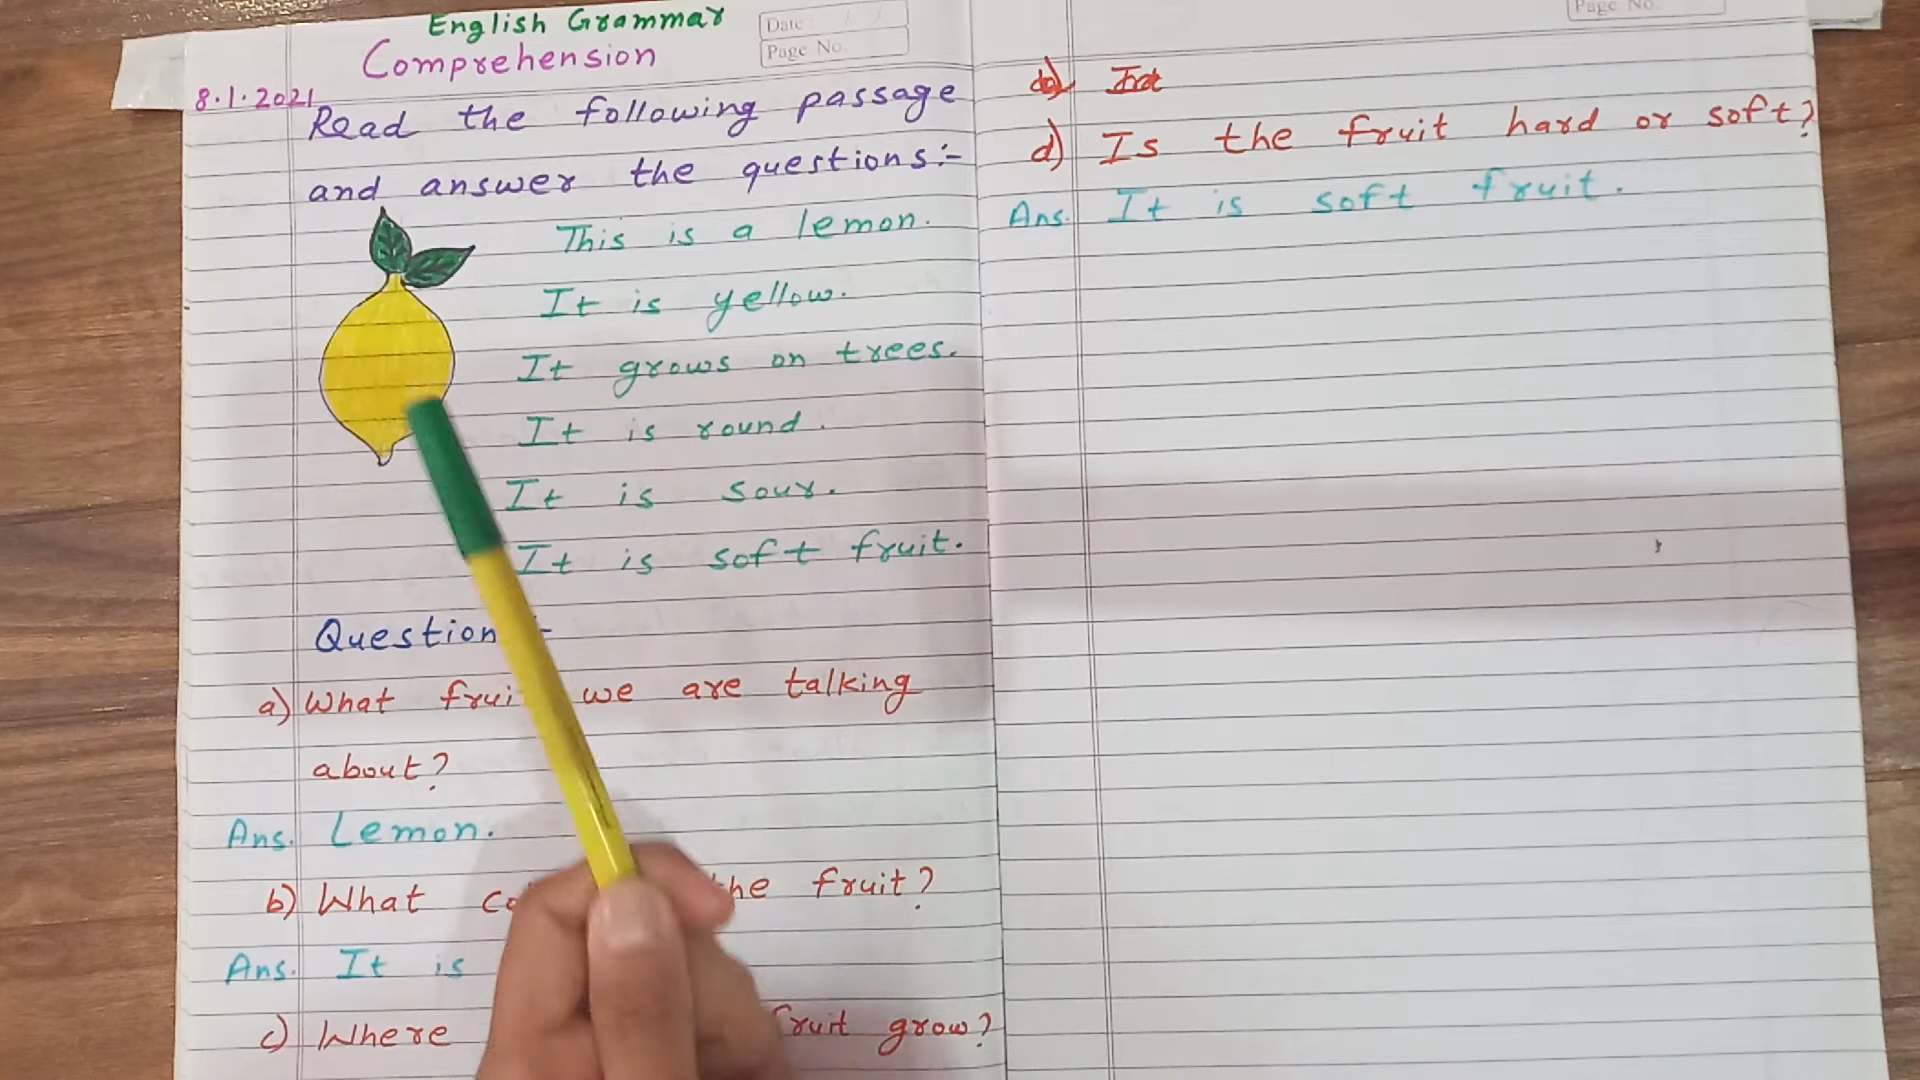 English Grammar
Comprehension
Date
Page No.
8.1.2021
Read the following passage
and answer the questions:-
This is a lemon.
It is yellow.
It grows on trees.
It is round.
It is sour.
It is soft fruit.
Question :-
a) What we are talking
about?
Ans. Lemon.
b) What the fruit?
Ans. It is
c) Where fruit grow?
Page No.
d) Is the fruit hard or soft?
Ans. It is soft fruit.